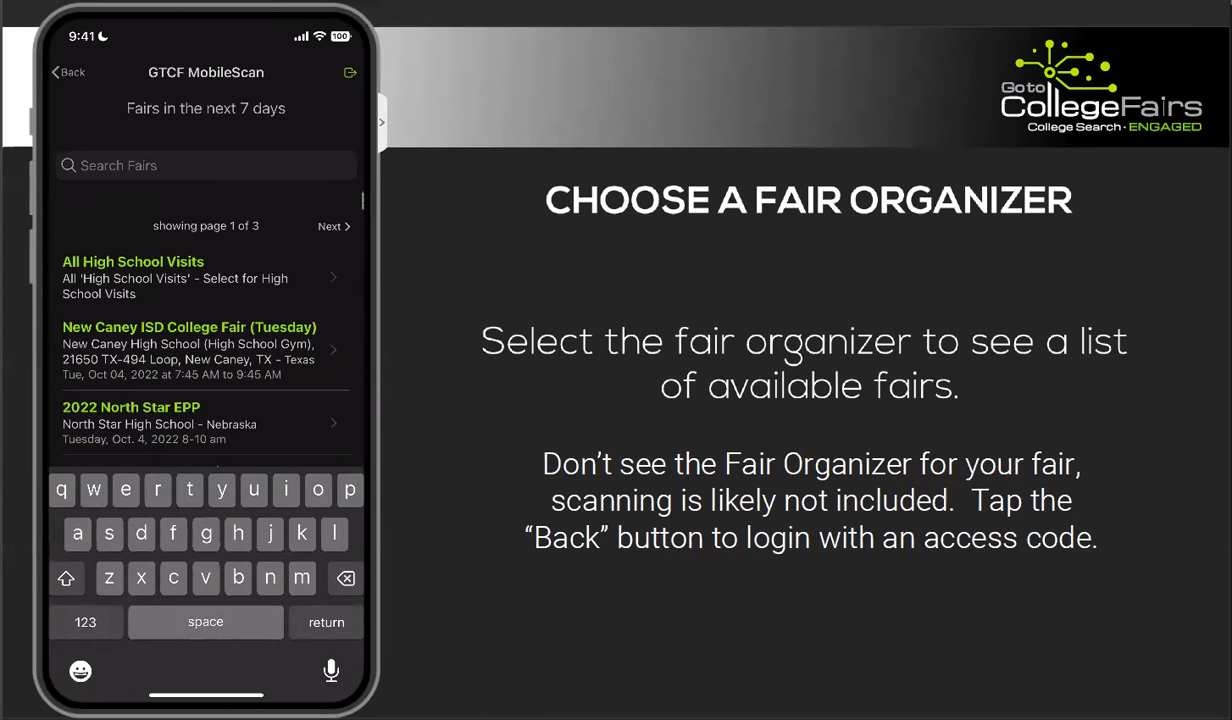 9:41
100
Back
GTCF MobileScan
Fairs in the next 7 days
Search Fairs
showing page 1 of 3
Next
All High School Visits
All 'High School Visits' - Select for High
School Visits
New Caney ISD College Fair (Tuesday)
New Caney High School (High School Gym),
21650 TX-494 Loop, New Caney, TX - Texas
Tue, Oct 04, 2022 at 7:45 AM to 9:45 AM
2022 North Star EPP
North Star High School - Nebraska
Tuesday, Oct. 4, 2022 8-10 am
q w e r t y u i o p
a s d f g h j k l
z x c v b n m
123 space return
Go to
CollegeFairs
College Search · ENGAGED
CHOOSE A FAIR ORGANIZER
Select the fair organizer to see a list
of available fairs.
Don't see the Fair Organizer for your fair,
scanning is likely not included. Tap the
“Back” button to login with an access code.